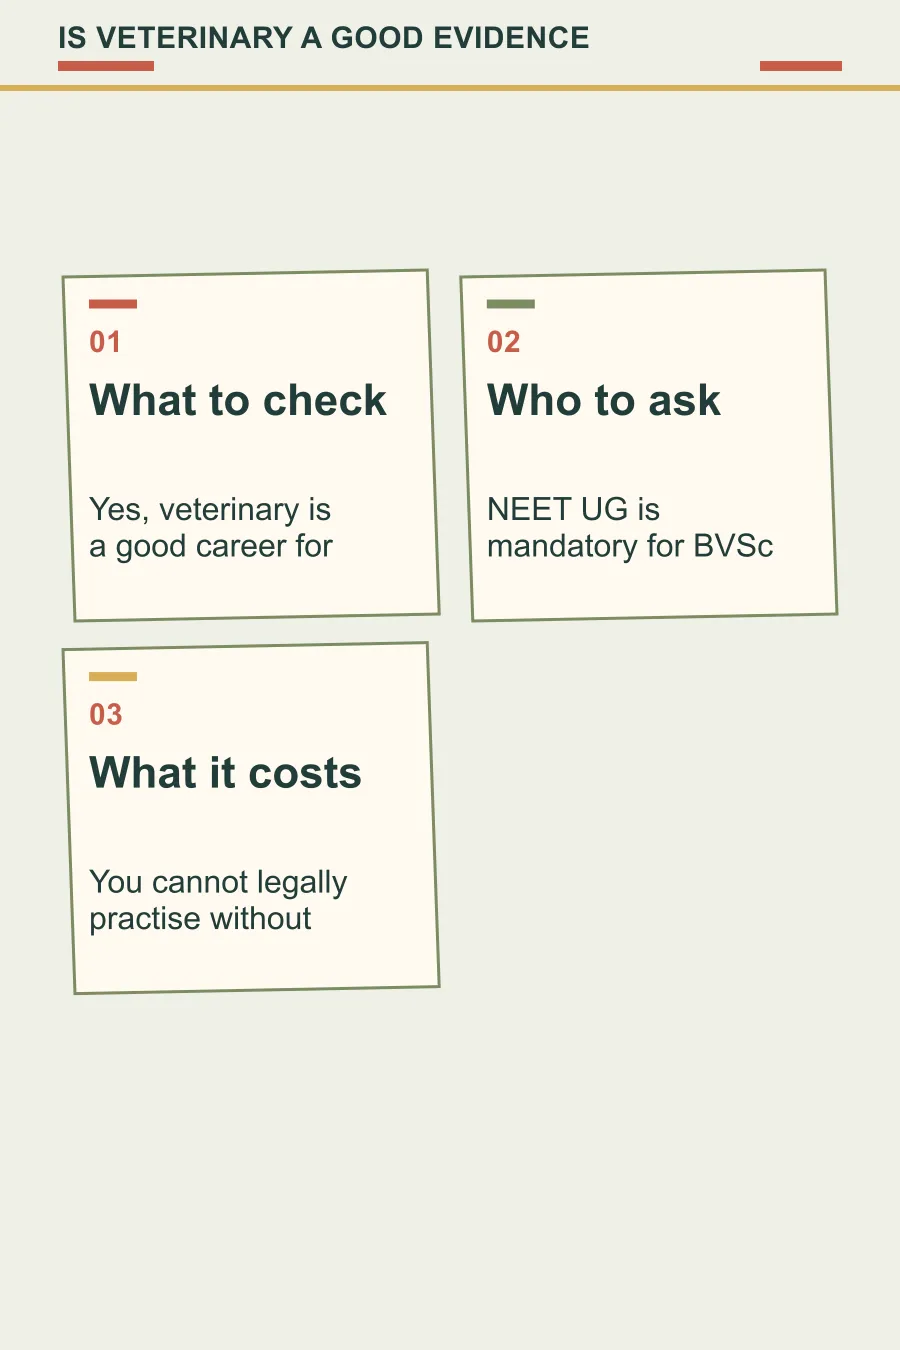 IS VETERINARY A GOOD EVIDENCE
01
What to check
Yes, veterinary is
a good career for
02
Who to ask
NEET UG is
mandatory for BVSc
03
What it costs
You cannot legally
practise without